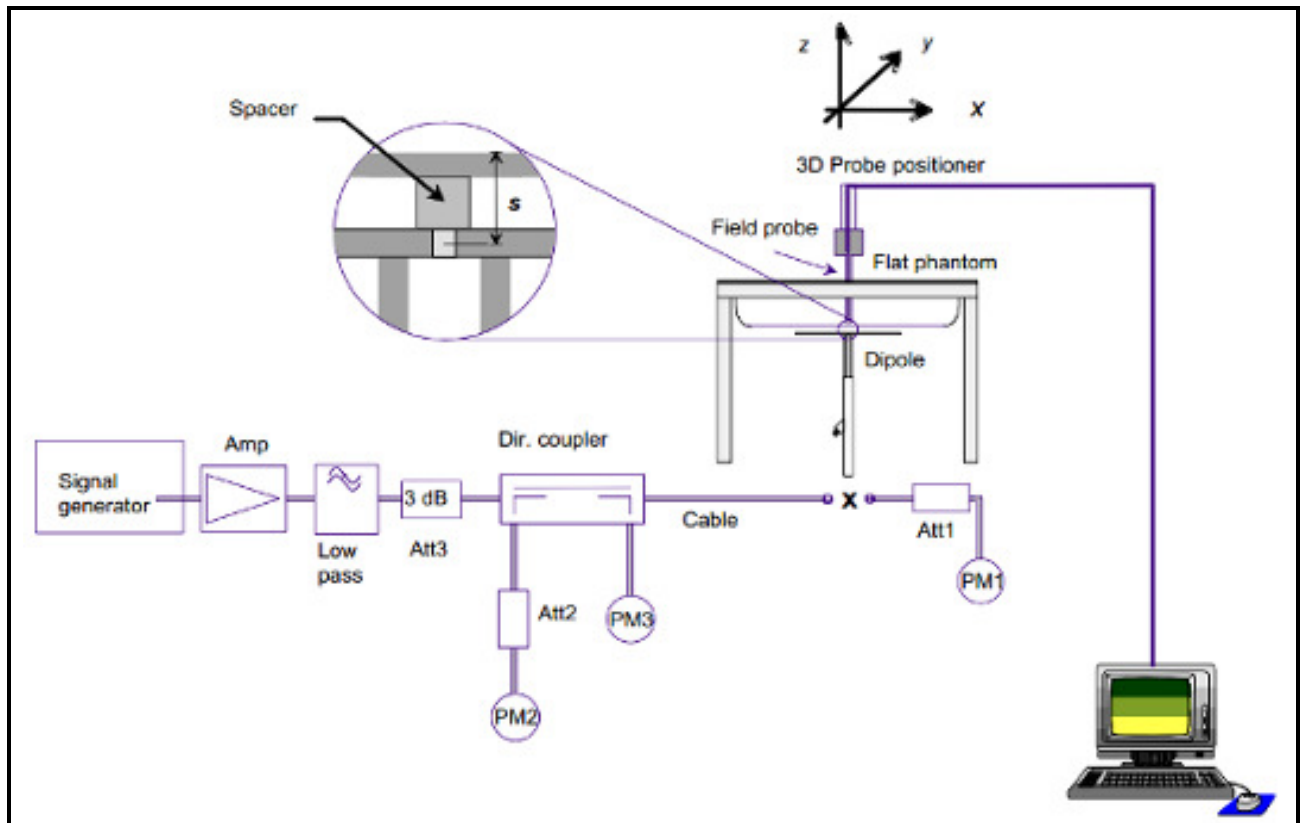 z
y
X
Spacer
s
3D Probe positioner
Field probe
Flat phantom
Dipole
Signal
generator
Amp
Low
pass
3 dB
Att3
Dir. coupler
Cable
x
Att1
PM1
Att2
PM3
PM2